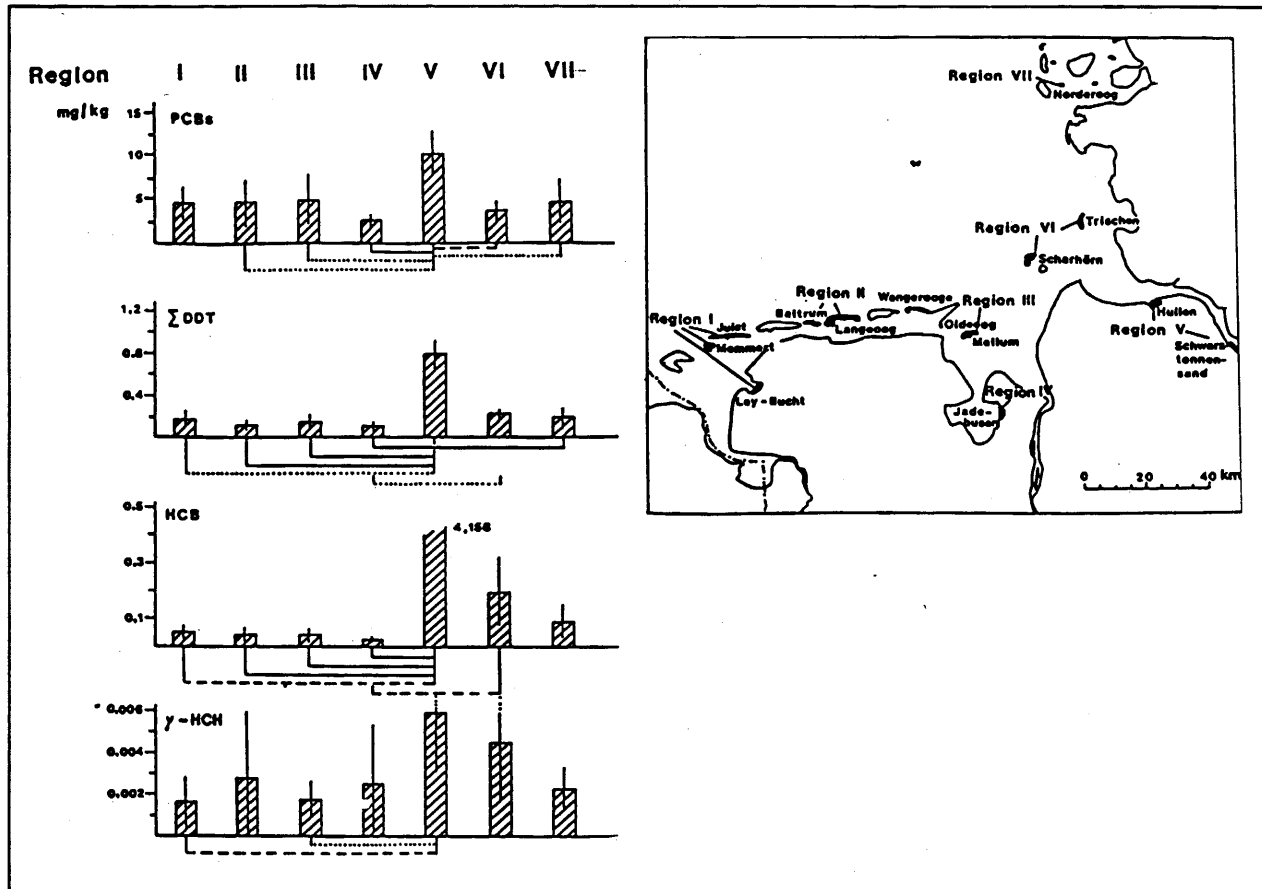 Region I II III IV V VI VII
mg/kg
PCBs
15
10
5
ΣDDT
1.2
0.8
0.4
HCB
4,156
0.5
0.3
0.1
γ-HCH
0.006
0.004
0.002
Region VII
Norderoog
Region VI
Trischen
Scharhörn
Region I
Juist
Memmert
Ley-Bucht
Region II
Baltrum
Langeoog
Wangerooge
Region III
Oldeoog
Mellum
Region IV
Jade-
busen
Hullen
Region V
Schwarz-
tonnen-
sand
0 20 40 km